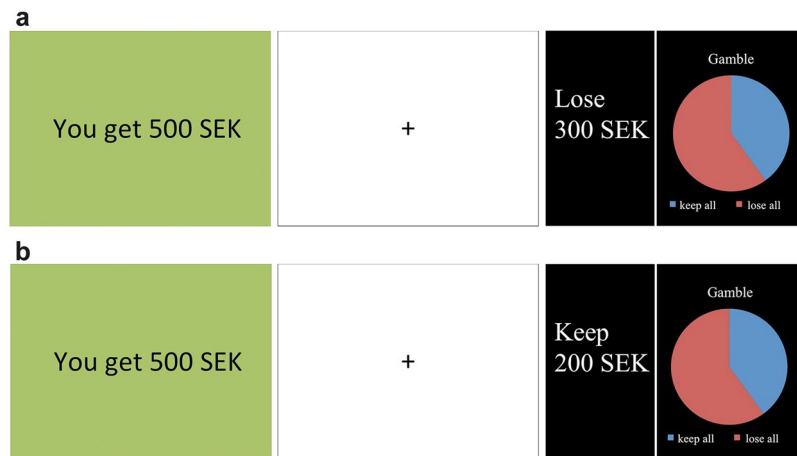 a
You get 500 SEK
+
Lose
300 SEK
Gamble
keep all
lose all
b
You get 500 SEK
+
Keep
200 SEK
Gamble
keep all
lose all